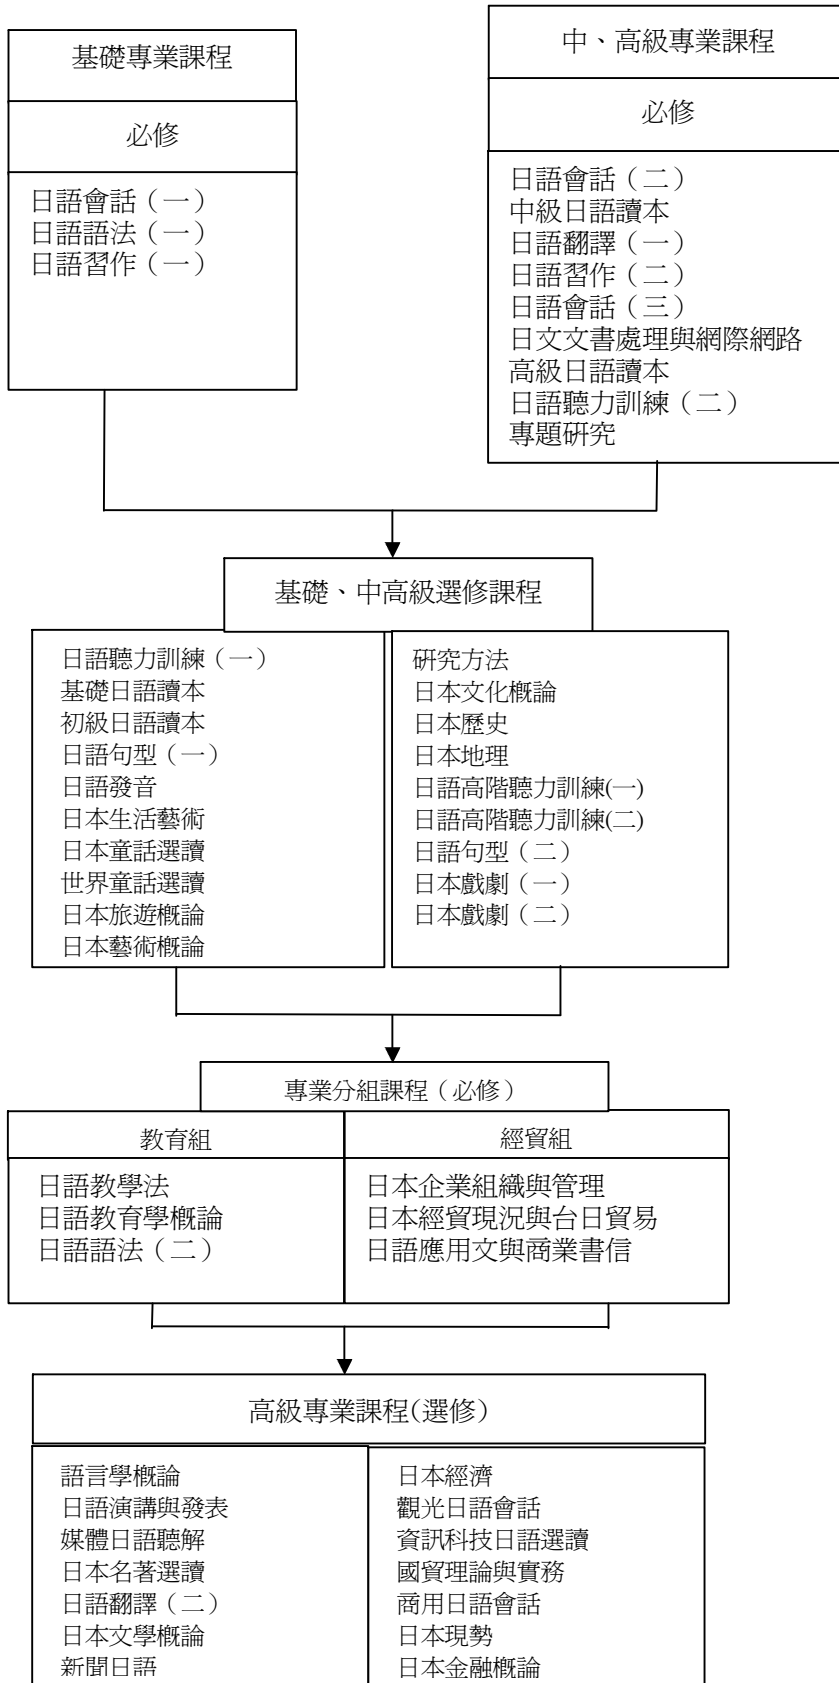 基礎專業課程
必修
日語會話（一）
日語語法（一）
日語習作（一）
中、高級專業課程
必修
日語會話（二）
中級日語讀本
日語翻譯（一）
日語習作（二）
日語會話（三）
日文文書處理與網際網路
高級日語讀本
日語聽力訓練（二）
專題研究
基礎、中高級選修課程
日語聽力訓練（一）
基礎日語讀本
初級日語讀本
日語句型（一）
日語發音
日本生活藝術
日本童話選讀
世界童話選讀
日本旅遊概論
日本藝術概論
研究方法
日本文化概論
日本歷史
日本地理
日語高階聽力訓練(一)
日語高階聽力訓練(二)
日語句型（二）
日本戲劇（一）
日本戲劇（二）
專業分組課程（必修）
教育組
日語教學法
日語教育學概論
日語語法（二）
經貿組
日本企業組織與管理
日本經貿現況與台日貿易
日語應用文與商業書信
高級專業課程(選修）
語言學概論
日語演講與發表
媒體日語聽解
日本名著選讀
日語翻譯（二）
日本文學概論
新聞日語
日本經濟
觀光日語會話
資訊科技日語選讀
國貿理論與實務
商用日語會話
日本現勢
日本金融概論